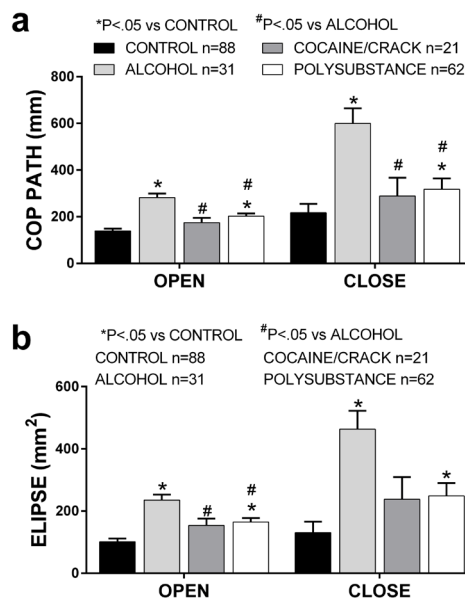 a
*P<.05 vs CONTROL #P<.05 vs ALCOHOL
CONTROL n=88 COCAINE/CRACK n=21
ALCOHOL n=31 POLYSUBSTANCE n=62
COP PATH (mm)
800
600
400
200
0
* # # * * # # *
OPEN CLOSE
b
*P<.05 vs CONTROL #P<.05 vs ALCOHOL
CONTROL n=88 COCAINE/CRACK n=21
ALCOHOL n=31 POLYSUBSTANCE n=62
ELIPSE (mm²)
600
400
200
0
* # # * * *
OPEN CLOSE